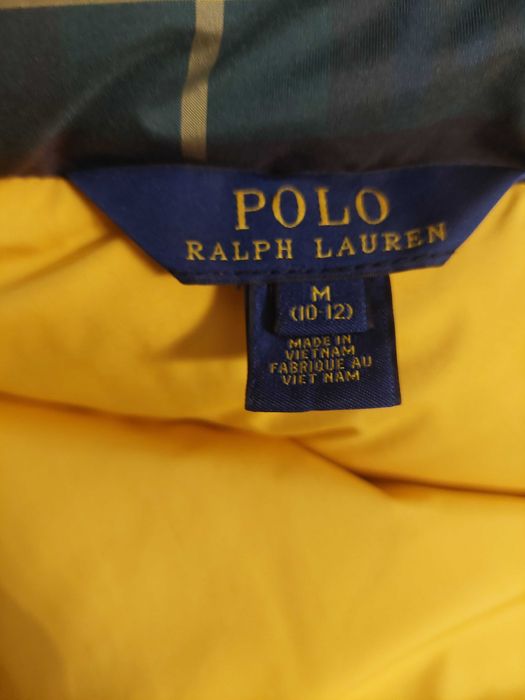 POLO
RALPH LAUREN
M
(10-12)
MADE IN
VIETNAM
FABRIQUE AU
VIET NAM